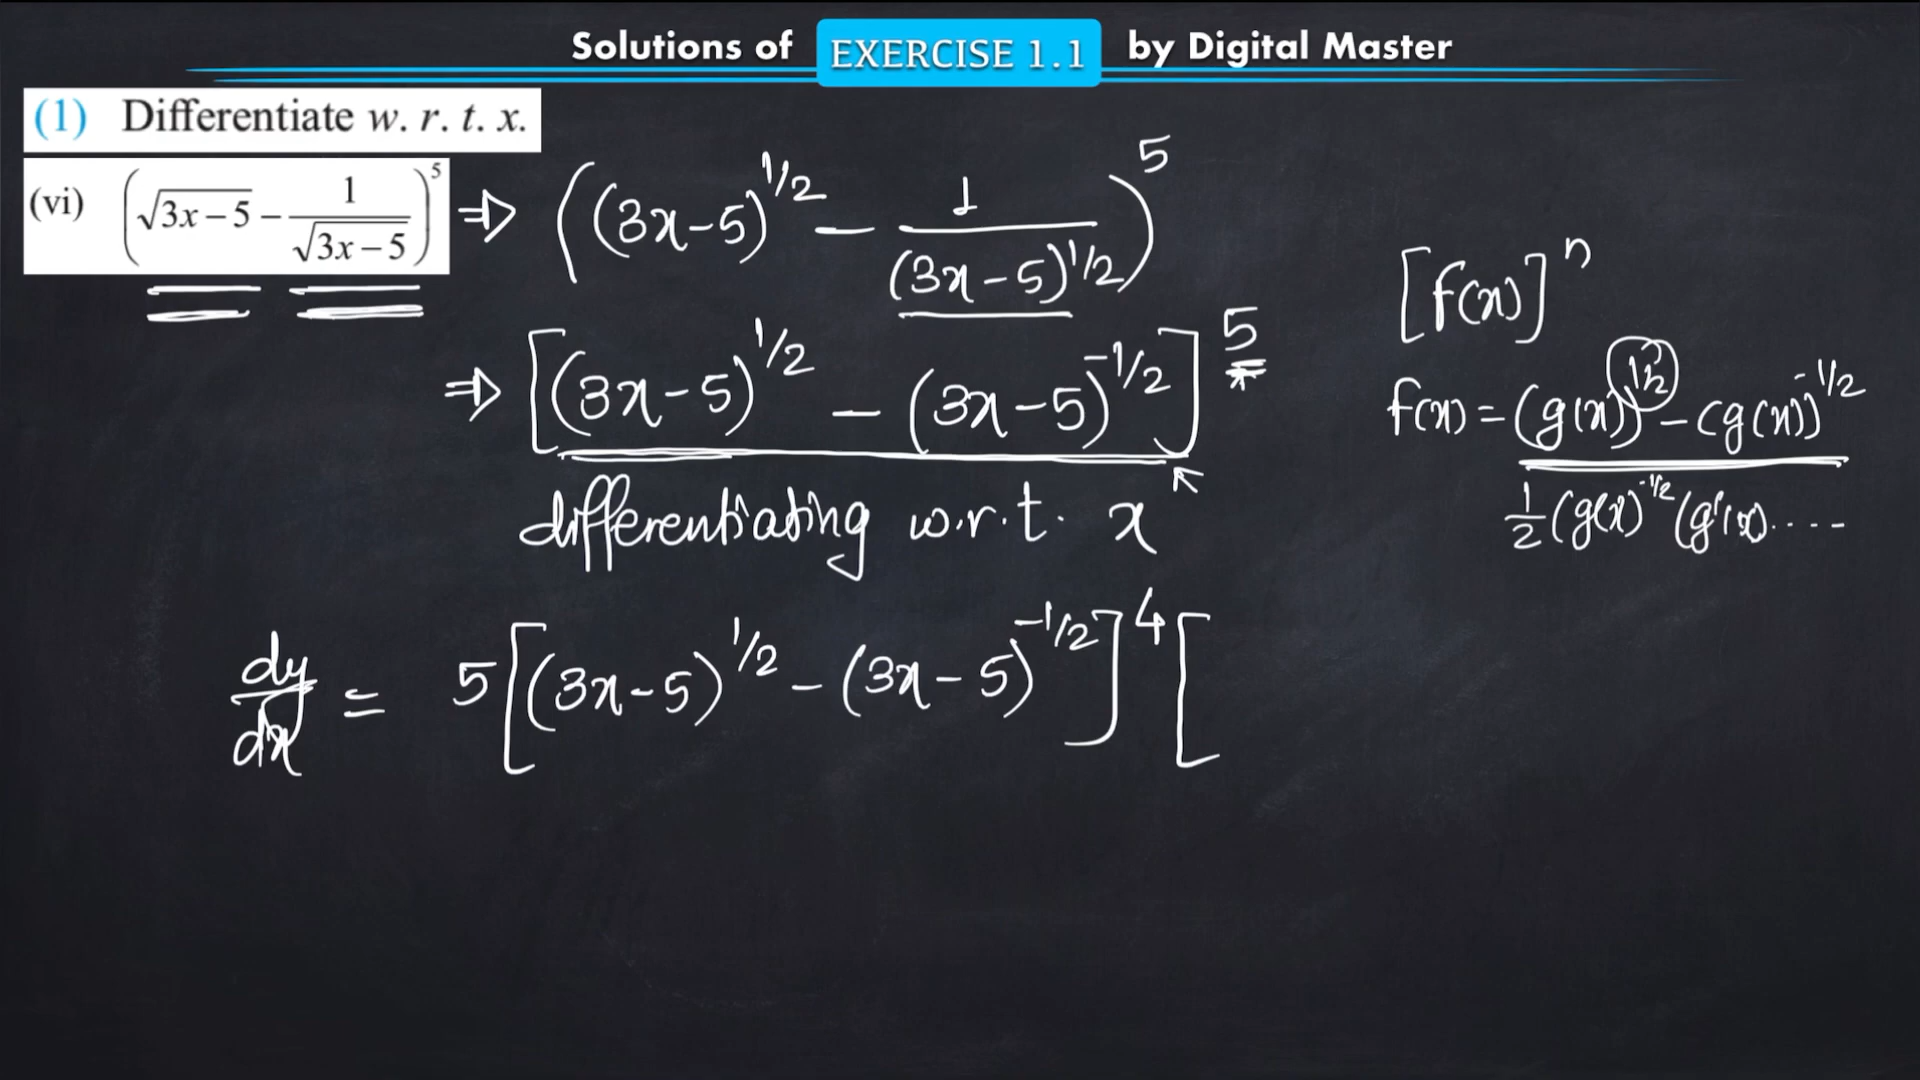 Solutions of EXERCISE 1.1 by Digital Master
(1) Differentiate w. r. t. x.
(vi) (√(3x – 5) – 1/√(3x – 5))^5 ⇒ ((3x-5)^1/2 - 1/(3x-5)^1/2)^5
⇒ [(3x-5)^1/2 - (3x-5)^-1/2]^5
differentiating w.r.t. x
dy/dx = 5[(3x-5)^1/2 - (3x-5)^-1/2]^4 [
[f(x)]^n
f(x) = (g(x))^1/2 - (g(x))^-1/2
1/2 (g(x)^-1/2 (g'(x)....